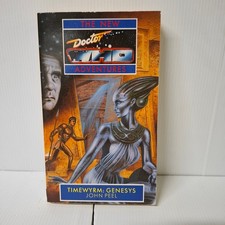 THE NEW
Doctor
WHO
ADVENTURES
TIMEWYRM: GENESYS
JOHN PEEL